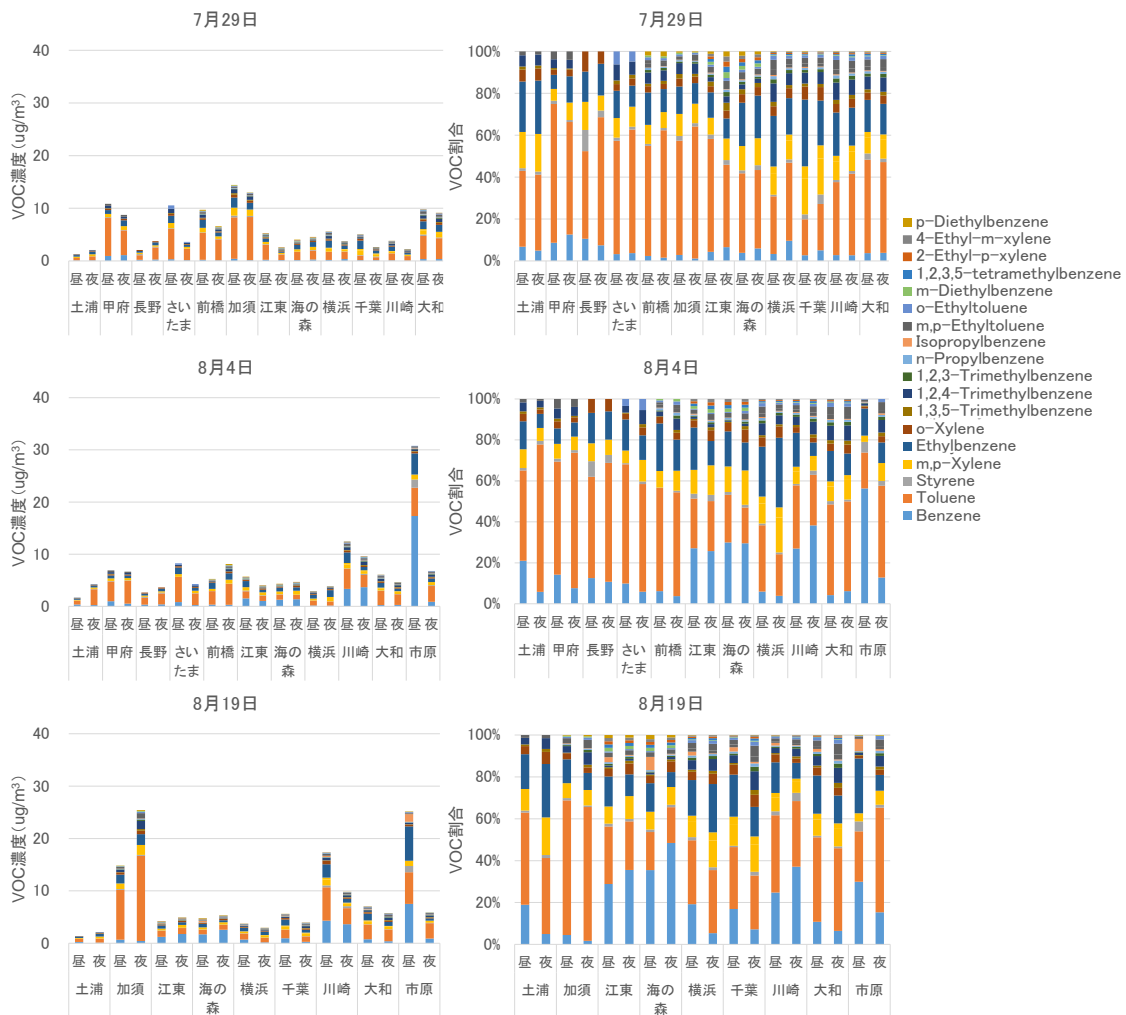 7月29日
VOC濃度(ug/m³)
40
30
20
10
0
昼 夜 昼 夜 昼 夜 昼 夜 昼 夜 昼 夜 昼 夜 昼 夜 昼 夜 昼 夜 昼 夜 昼 夜
土浦 甲府 長野 さいたま 前橋 加須 江東 海の森 横浜 千葉 川崎 大和
7月29日
VOC割合
100%
80%
60%
40%
20%
0%
昼 夜 昼 夜 昼 夜 昼 夜 昼 夜 昼 夜 昼 夜 昼 夜 昼 夜 昼 夜 昼 夜 昼 夜
土浦 甲府 長野 さいたま 前橋 加須 江東 海の森 横浜 千葉 川崎 大和
8月4日
VOC濃度(ug/m³)
40
30
20
10
0
昼 夜 昼 夜 昼 夜 昼 夜 昼 夜 昼 夜 昼 夜 昼 夜 昼 夜 昼 夜 昼 夜
土浦 甲府 長野 さいたま 前橋 江東 海の森 横浜 川崎 大和 市原
8月4日
VOC割合
100%
80%
60%
40%
20%
0%
昼 夜 昼 夜 昼 夜 昼 夜 昼 夜 昼 夜 昼 夜 昼 夜 昼 夜 昼 夜 昼 夜
土浦 甲府 長野 さいたま 前橋 江東 海の森 横浜 川崎 大和 市原
8月19日
VOC濃度(ug/m³)
40
30
20
10
0
昼 夜 昼 夜 昼 夜 昼 夜 昼 夜 昼 夜 昼 夜 昼 夜 昼 夜
土浦 加須 江東 海の森 横浜 千葉 川崎 大和 市原
8月19日
VOC割合
100%
80%
60%
40%
20%
0%
昼 夜 昼 夜 昼 夜 昼 夜 昼 夜 昼 夜 昼 夜 昼 夜 昼 夜
土浦 加須 江東 海の森 横浜 千葉 川崎 大和 市原
p-Diethylbenzene
4-Ethyl-m-xylene
2-Ethyl-p-xylene
1,2,3,5-tetramethylbenzene
m-Diethylbenzene
o-Ethyltoluene
m,p-Ethyltoluene
Isopropylbenzene
n-Propylbenzene
1,2,3-Trimethylbenzene
1,2,4-Trimethylbenzene
1,3,5-Trimethylbenzene
o-Xylene
Ethylbenzene
m,p-Xylene
Styrene
Toluene
Benzene